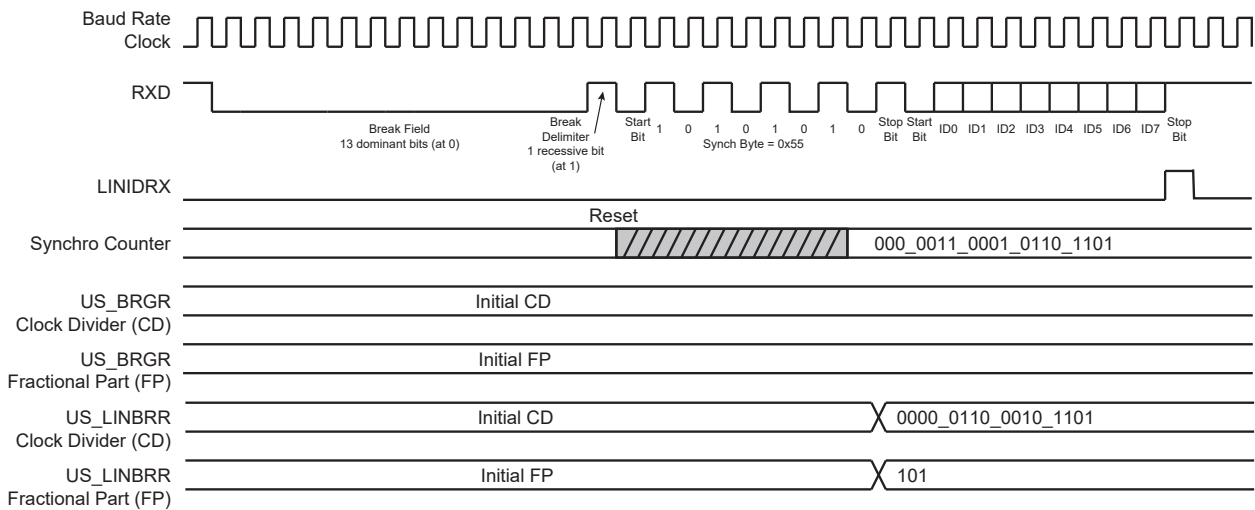 Baud Rate
Clock
RXD
Break Field
13 dominant bits (at 0)
Break
Delimiter
1 recessive bit
(at 1)
Start
Bit
1 0 1 0 1 0 1 0
Synch Byte = 0x55
Stop
Bit
Start
Bit
ID0 ID1 ID2 ID3 ID4 ID5 ID6 ID7
Stop
Bit
LINIDRX
Reset
Synchro Counter
000_0011_0001_0110_1101
US_BRGR
Clock Divider (CD)
Initial CD
US_BRGR
Fractional Part (FP)
Initial FP
US_LINBRR
Clock Divider (CD)
Initial CD
0000_0110_0010_1101
US_LINBRR
Fractional Part (FP)
Initial FP
101